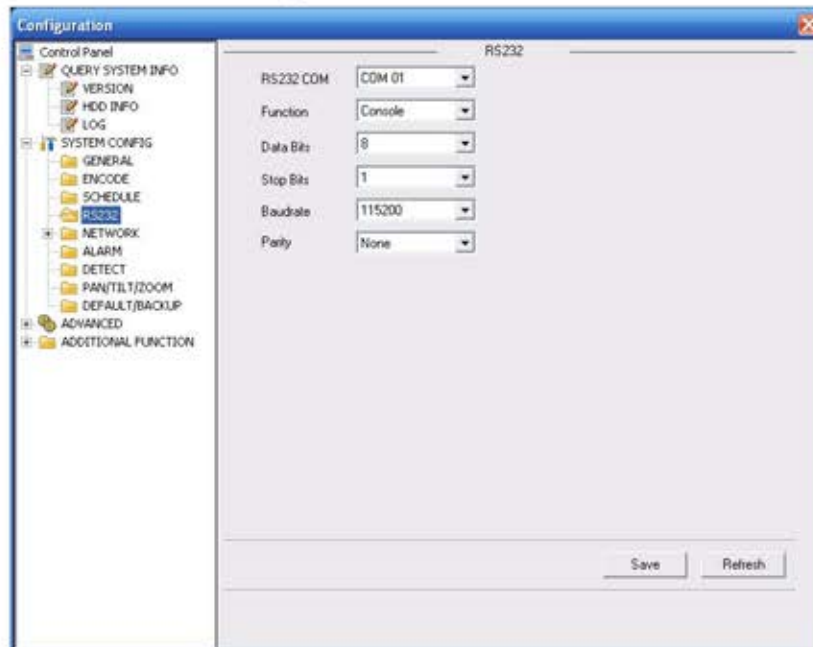 Configuration
Control Panel
QUERY SYSTEM INFO
VERSION
HDD INFO
LOG
SYSTEM CONFIG
GENERAL
ENCODE
SCHEDULE
RS232
NETWORK
ALARM
DETECT
PAN/TILT/ZOOM
DEFAULT/BACKUP
ADVANCED
ADDITIONAL FUNCTION
RS232
RS232 COM COM 01
Function Console
Data Bits 8
Stop Bits 1
Baudrate 115200
Parity None
Save Refresh